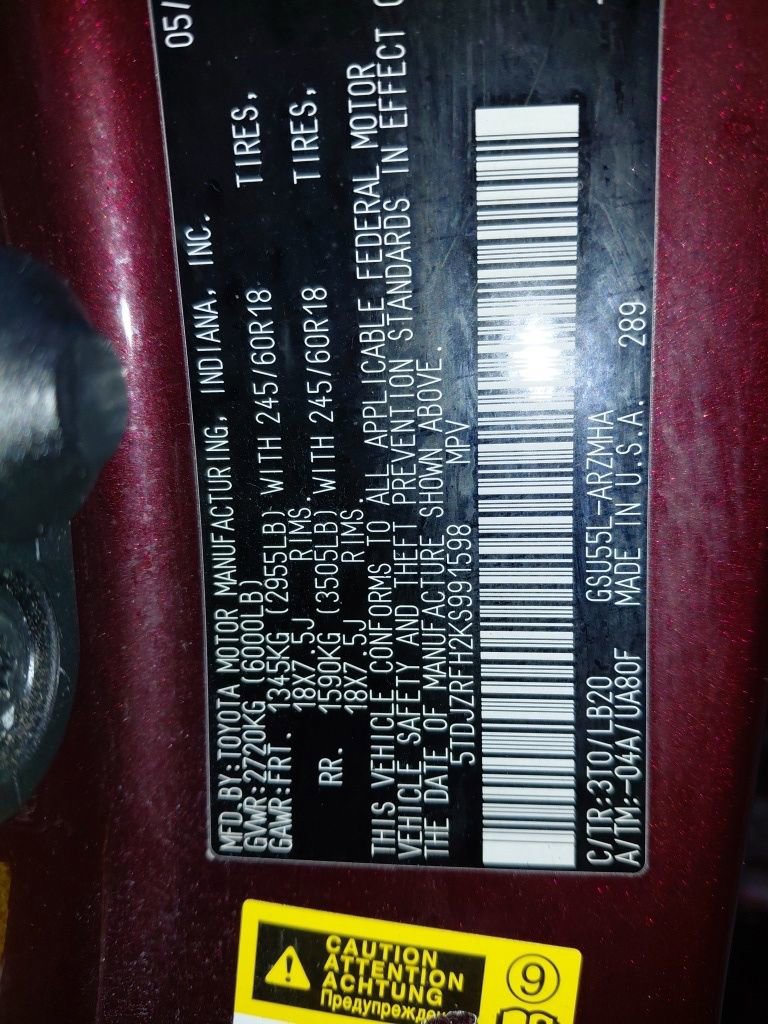 05/
MFD.BY:TOYOTA MOTOR MANUFACTURING, INDIANA, INC.
GVWR:2720KG (6000LB)
GAWR:FRT. 1345KG (2955LB) WITH 245/60R18 TIRES,
18X7.5J RIMS.
RR. 1590KG (3505LB) WITH 245/60R18 TIRES,
18X7.5J RIMS.
THIS VEHICLE CONFORMS TO ALL APPLICABLE FEDERAL MOTOR
VEHICLE SAFETY AND THEFT PREVENTION STANDARDS IN EFFECT O
THE DATE OF MANUFACTURE SHOWN ABOVE.
5TDJZRFH2KS991598 MPV
C/TR:3T0/LB20 GSU55L-ARZMHA
A/TM:-04A/UA80F MADE IN U.S.A. 289
CAUTION
ATTENTION
ACHTUNG
Предупрежде
9